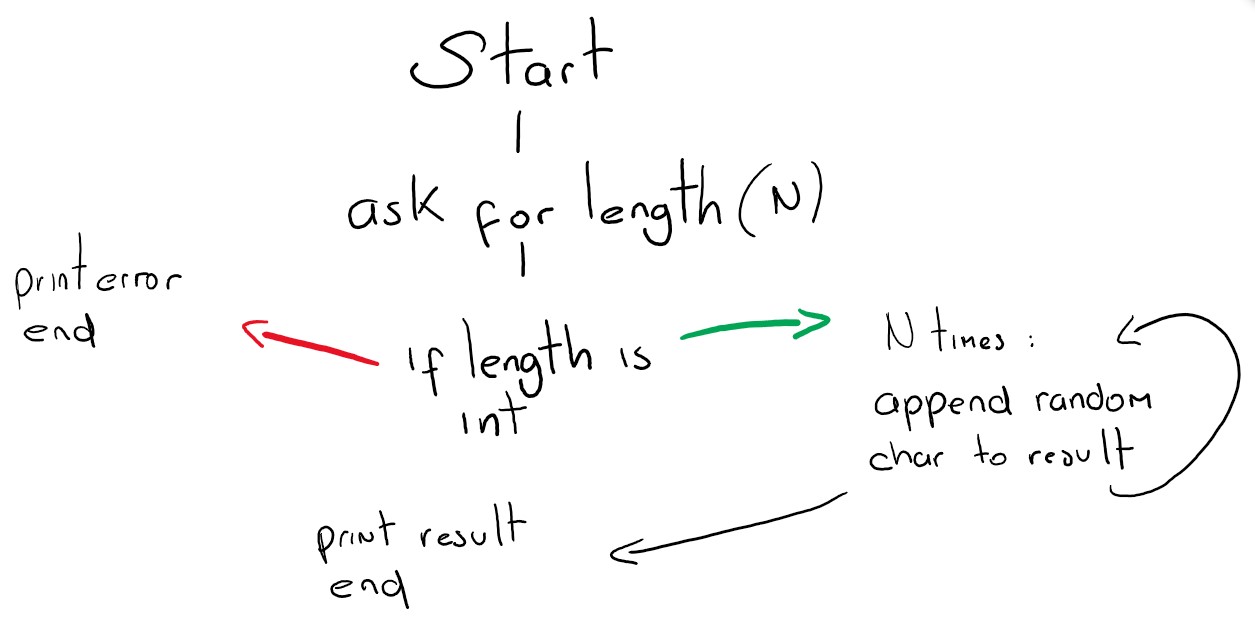 Start
ask for length (N)
print error
end
if length is
int
N times :
append random
char to result
print result
end